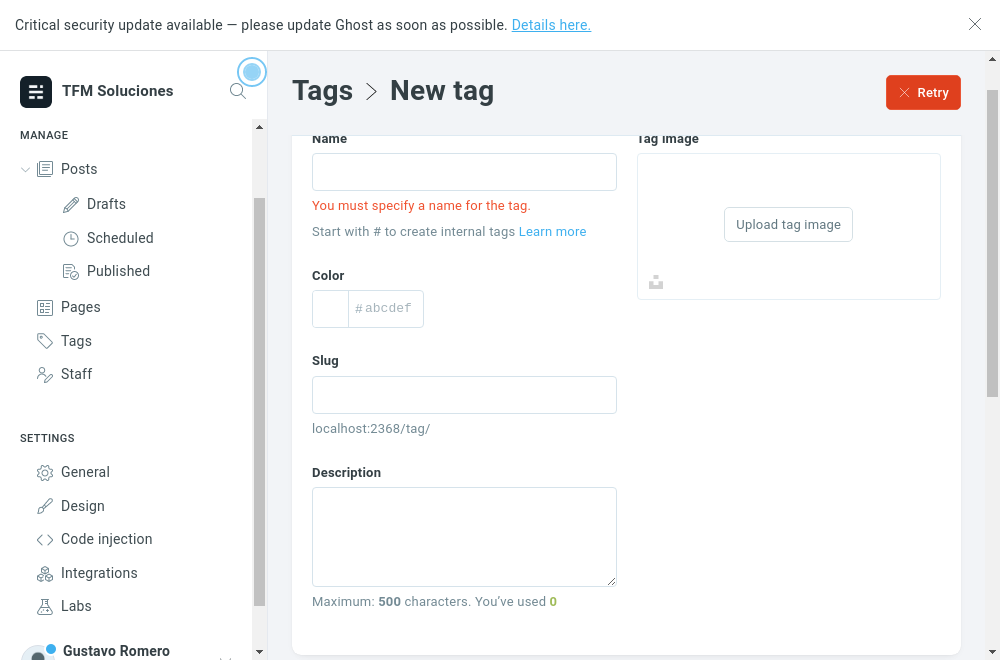 Critical security update available — please update Ghost as soon as possible. Details here.
TFM Soluciones
MANAGE
Posts
Drafts
Scheduled
Published
Pages
Tags
Staff
SETTINGS
General
Design
Code injection
Integrations
Labs
Gustavo Romero
Tags > New tag
Retry
Name
You must specify a name for the tag.
Start with # to create internal tags Learn more
Color
# abcdef
Slug
localhost:2368/tag/
Description
Maximum: 500 characters. You've used 0
Tag image
Upload tag image